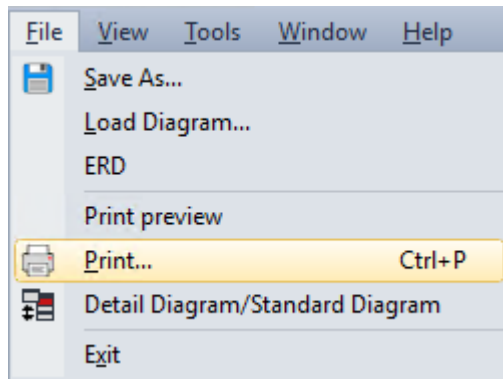 File View Tools Window Help
Save As...
Load Diagram...
ERD
Print preview
Print... Ctrl+P
Detail Diagram/Standard Diagram
Exit